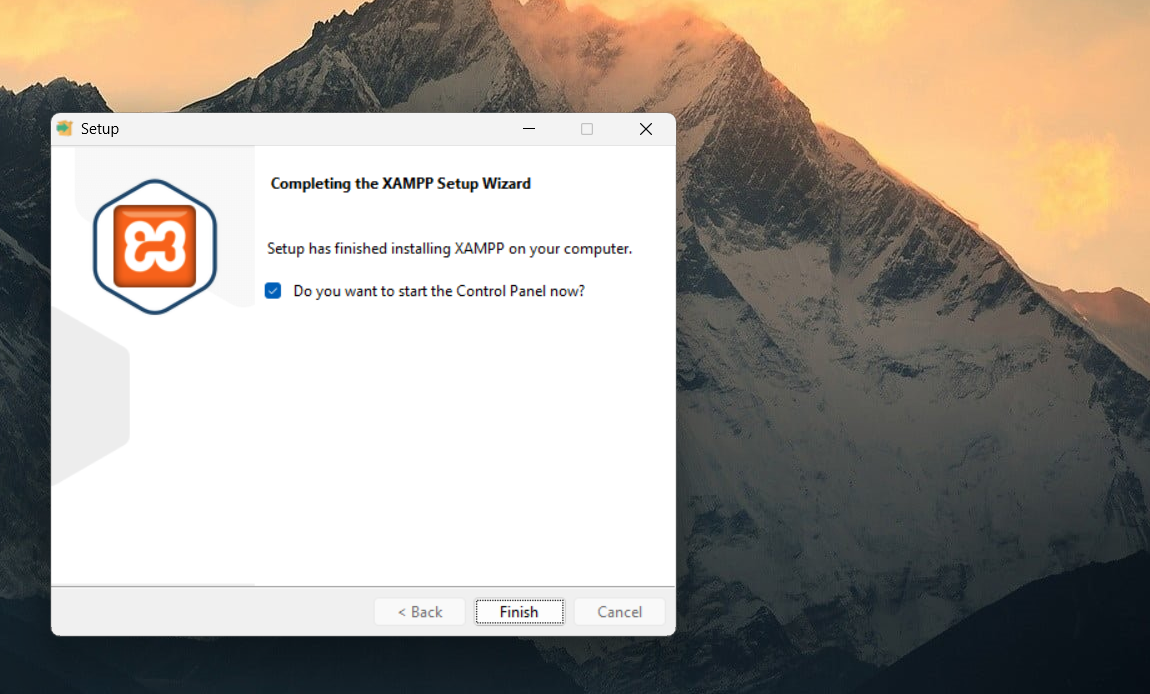 Setup
Completing the XAMPP Setup Wizard
Setup has finished installing XAMPP on your computer.
Do you want to start the Control Panel now?
< Back
Finish
Cancel